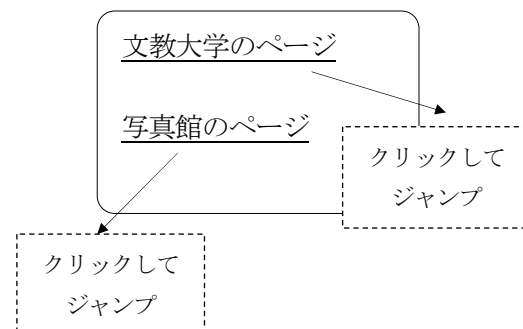 文教大学のページ
写真館のページ
クリックして
ジャンプ
クリックして
ジャンプ